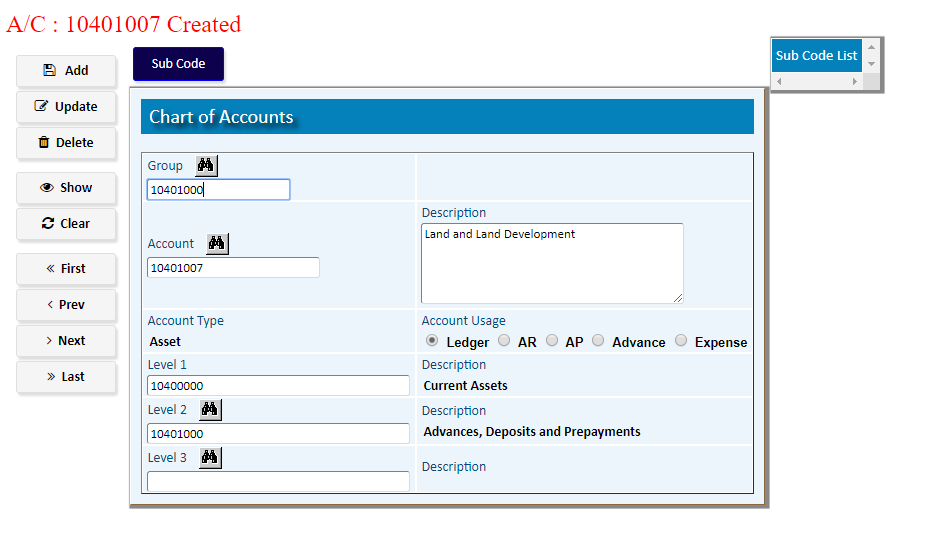 A/C : 10401007 Created
Add
Update
Delete
Show
Clear
« First
‹ Prev
› Next
» Last
Sub Code
Sub Code List
Chart of Accounts
Group
10401000
Description
Account
Land and Land Development
10401007
Account Type
Account Usage
Asset
Ledger AR AP Advance Expense
Level 1
Description
10400000
Current Assets
Level 2
Description
10401000
Advances, Deposits and Prepayments
Level 3
Description